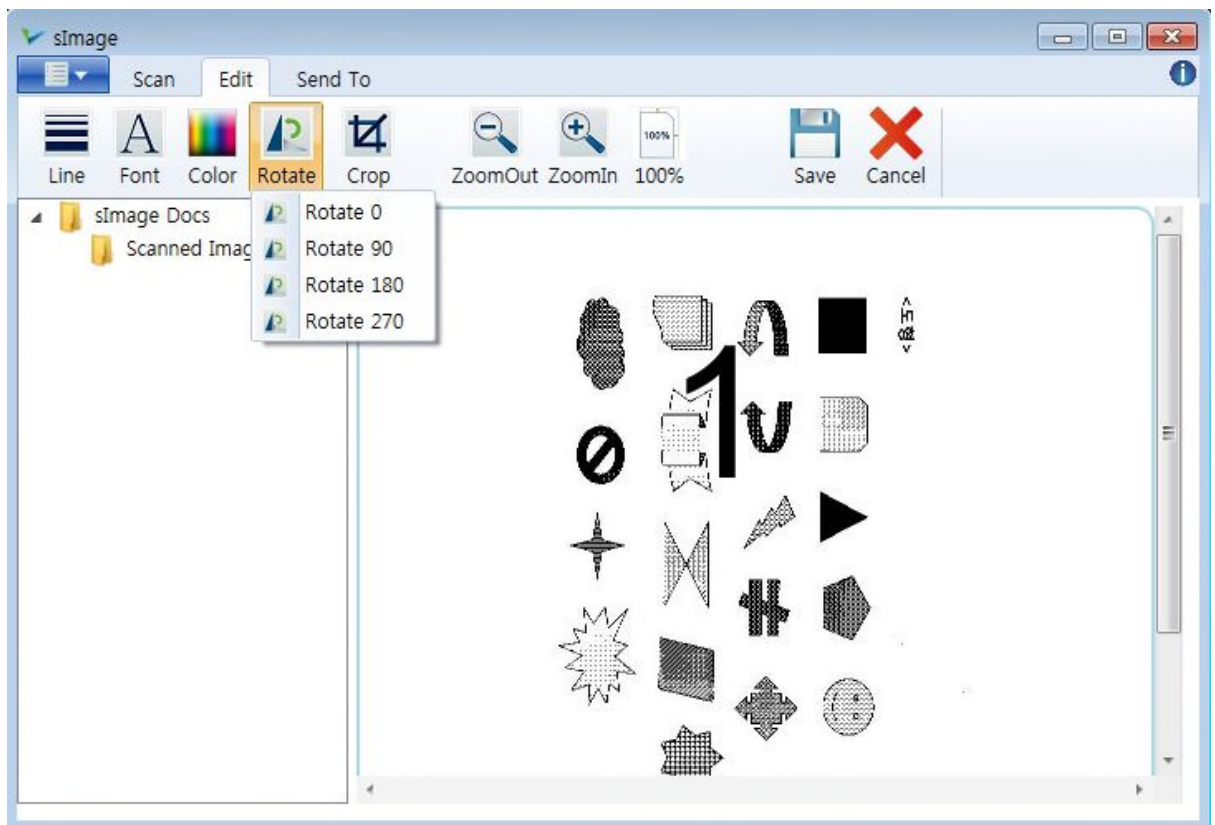 sImage
Scan Edit Send To
Line Font Color Rotate Crop ZoomOut ZoomIn 100% Save Cancel
100%
sImage Docs
Scanned Imag
Rotate 0
Rotate 90
Rotate 180
Rotate 270
1